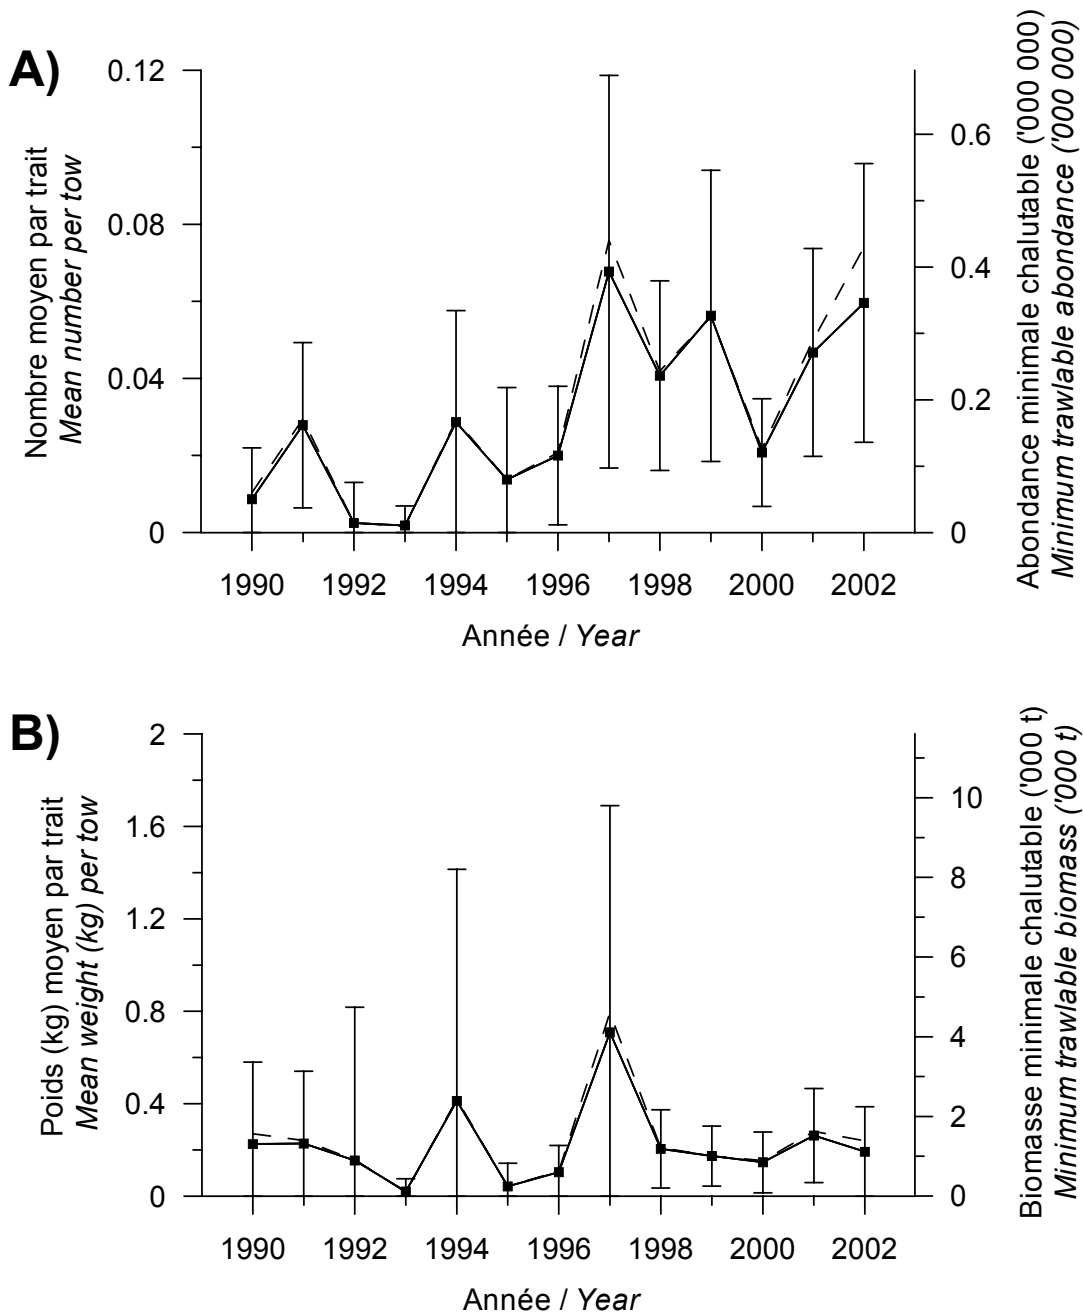 A)
Nombre moyen par trait
Mean number per tow
0.12
0.08
0.04
0
0.6
0.4
0.2
0
Abondance minimale chalutable ('000 000)
Minimum trawlable abondance ('000 000)
1990 1992 1994 1996 1998 2000 2002
Année / Year
B)
Poids (kg) moyen par trait
Mean weight (kg) per tow
2
1.6
1.2
0.8
0.4
0
10
8
6
4
2
0
Biomasse minimale chalutable ('000 t)
Minimum trawlable biomass ('000 t)
1990 1992 1994 1996 1998 2000 2002
Année / Year